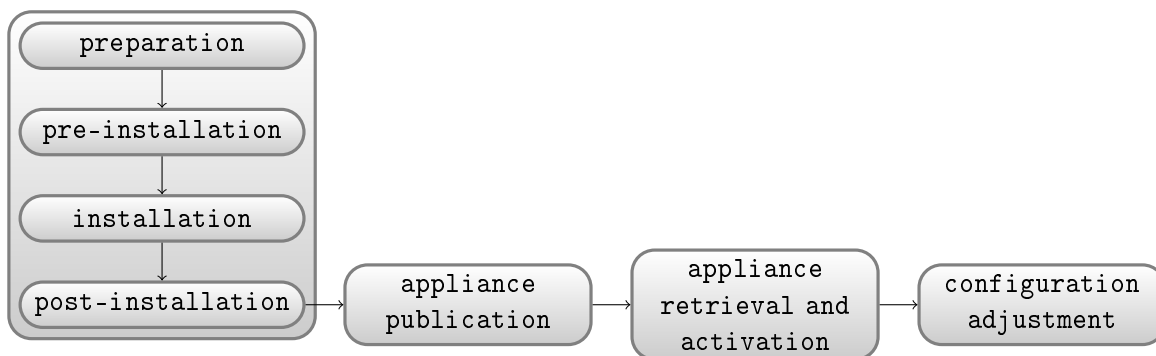 preparation
pre-installation
installation
post-installation
appliance
publication
appliance
retrieval and
activation
configuration
adjustment